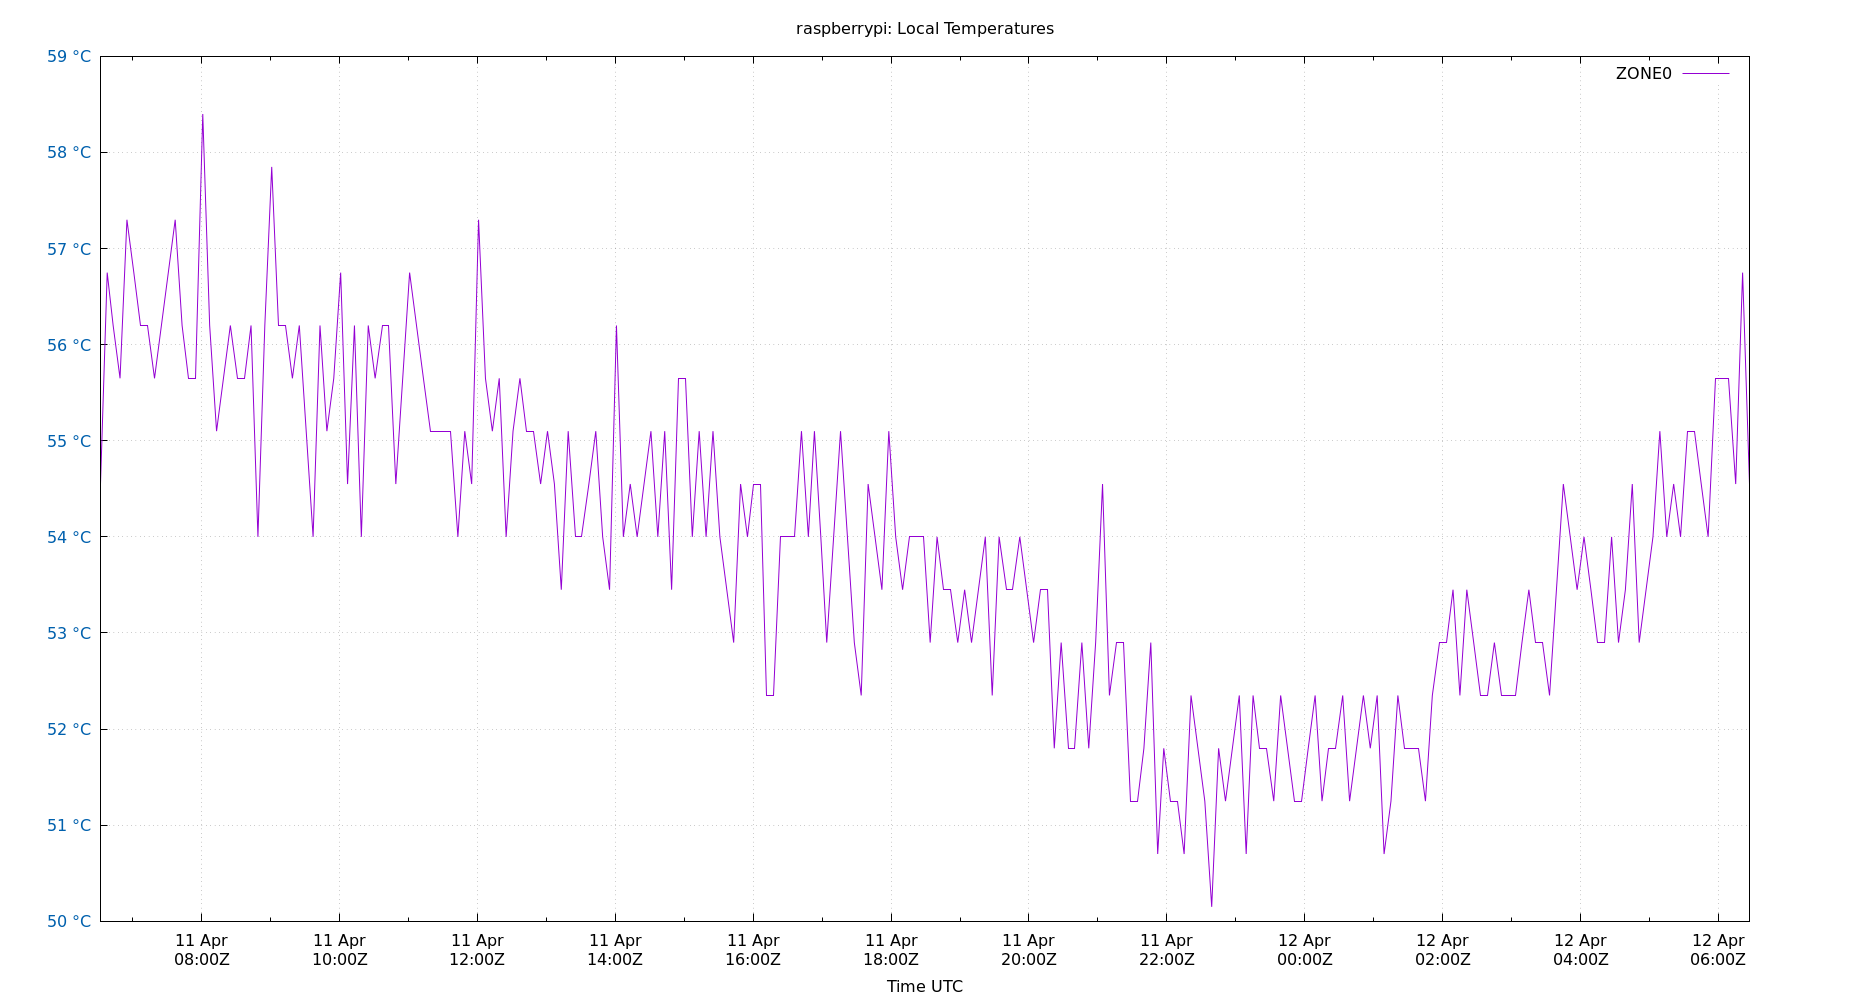 raspberrypi: Local Temperatures
ZONE0
59 °C
58 °C
57 °C
56 °C
55 °C
54 °C
53 °C
52 °C
51 °C
50 °C
11 Apr 11 Apr 11 Apr 11 Apr 11 Apr 11 Apr 11 Apr 11 Apr 12 Apr 12 Apr 12 Apr 12 Apr
08:00Z 10:00Z 12:00Z 14:00Z 16:00Z 18:00Z 20:00Z 22:00Z 00:00Z 02:00Z 04:00Z 06:00Z
Time UTC